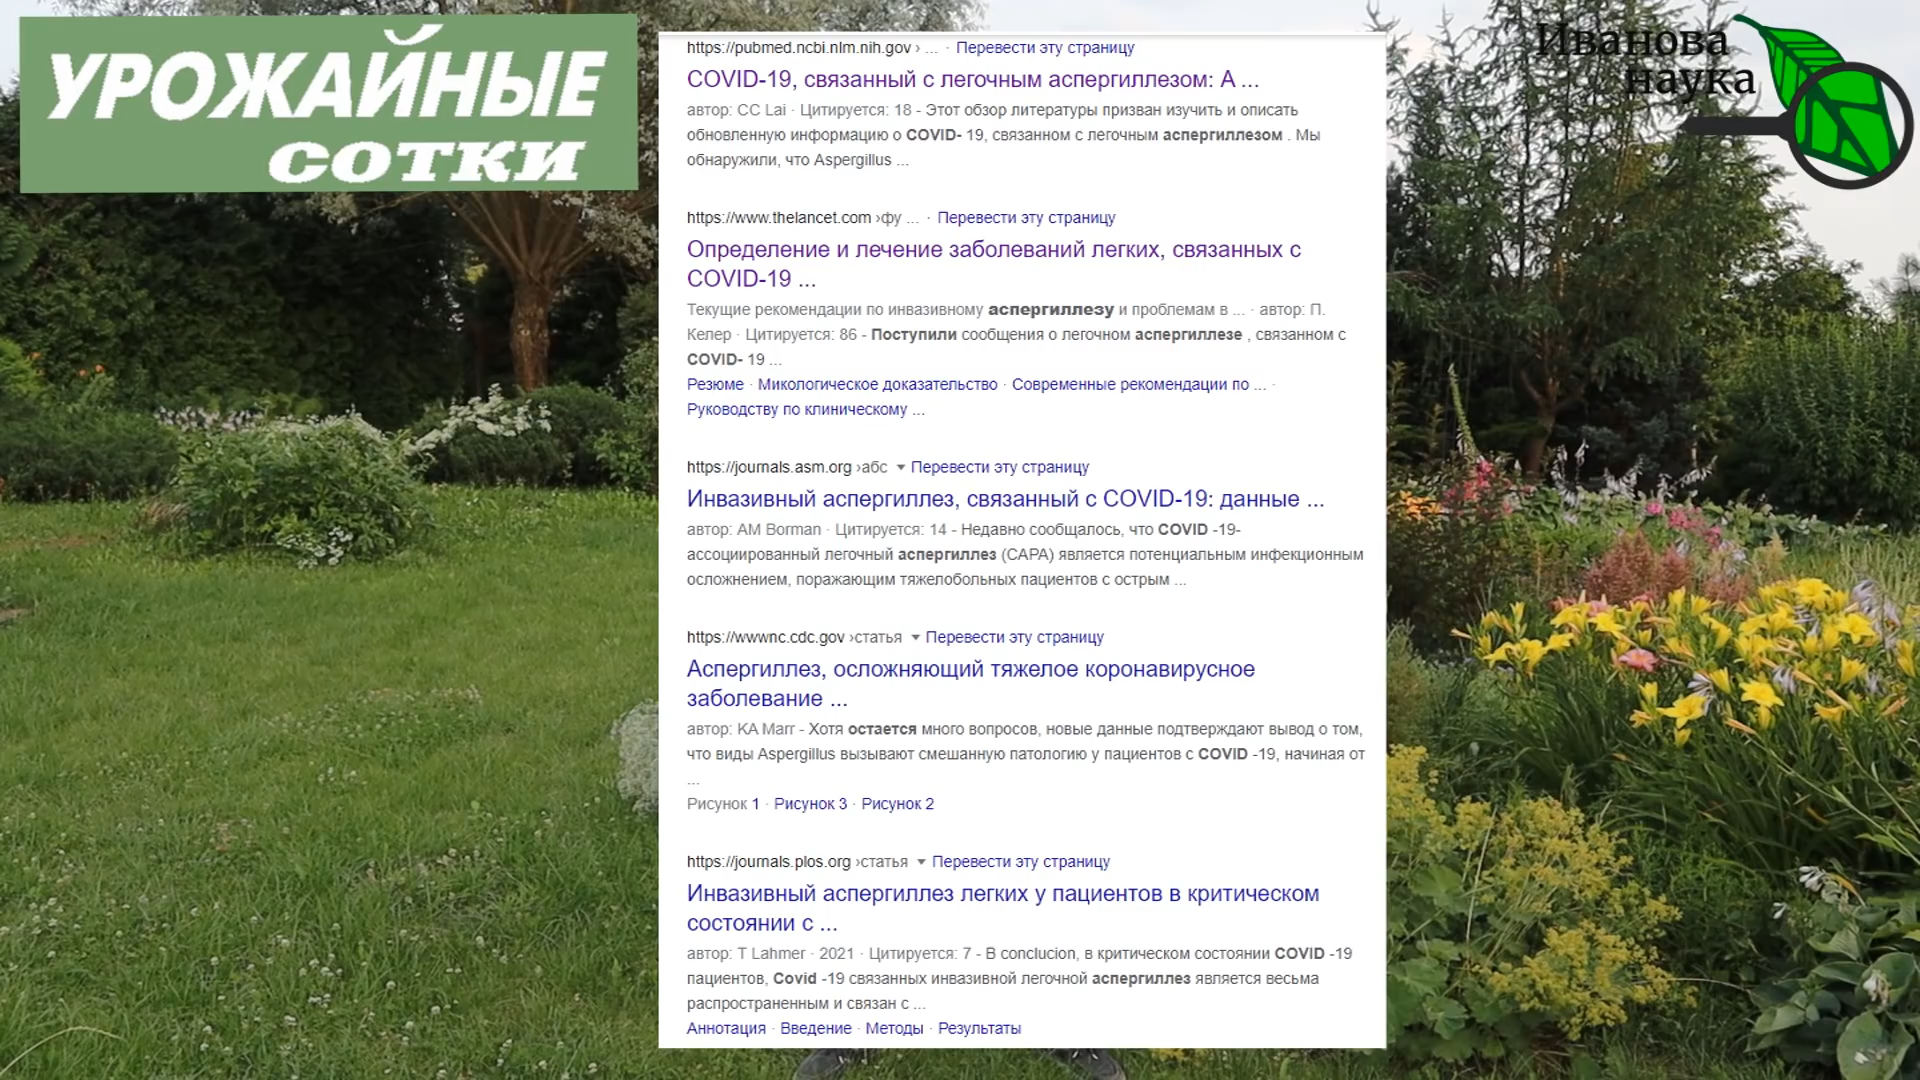 УРОЖАЙНЫЕ
СОТКИ
Иванова
наука
https://pubmed.ncbi.nlm.nih.gov › ... · Перевести эту страницу
COVID-19, связанный с легочным аспергиллезом: А ...
автор: CC Lai · Цитируется: 18 - Этот обзор литературы призван изучить и описать
обновленную информацию о COVID- 19, связанном с легочным аспергиллезом . Мы
обнаружили, что Aspergillus ...
https://www.thelancet.com ›фу ... · Перевести эту страницу
Определение и лечение заболеваний легких, связанных с
COVID-19 ...
Текущие рекомендации по инвазивному аспергиллезу и проблемам в ... · автор: П.
Келер · Цитируется: 86 - Поступили сообщения о легочном аспергиллезе , связанном с
COVID- 19 ...
Резюме · Микологическое доказательство · Современные рекомендации по ... ·
Руководству по клиническому ...
https://journals.asm.org ›абс Перевести эту страницу
Инвазивный аспергиллез, связанный с COVID-19: данные ...
автор: AM Borman · Цитируется: 14 - Недавно сообщалось, что COVID -19-
ассоциированный легочный аспергиллез (CAPA) является потенциальным инфекционным
осложнением, поражающим тяжелобольных пациентов с острым ...
https://wwwnc.cdc.gov ›статья Перевести эту страницу
Аспергиллез, осложняющий тяжелое коронавирусное
заболевание ...
автор: KA Marr - Хотя остается много вопросов, новые данные подтверждают вывод о том,
что виды Aspergillus вызывают смешанную патологию у пациентов с COVID -19, начиная от
...
Рисунок 1 · Рисунок 3 · Рисунок 2
https://journals.plos.org ›статья Перевести эту страницу
Инвазивный аспергиллез легких у пациентов в критическом
состоянии с ...
автор: T Lahmer · 2021 · Цитируется: 7 - В conclucion, в критическом состоянии COVID -19
пациентов, Covid -19 связанных инвазивной легочной аспергиллез является весьма
распространенным и связан с ...
Аннотация · Введение · Методы · Результаты